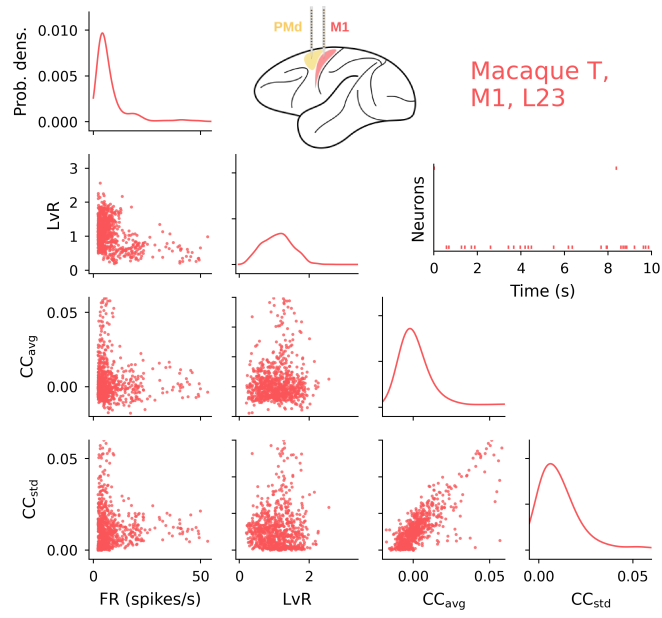 0.010
0.005
0.000
Prob. dens.
PMd
M1
Macaque T,
M1, L23
3
2
1
0
LvR
Neurons
0 2 4 6 8 10
Time (s)
0.05
0.00
CCavg
0.05
0.00
CCstd
0 50
FR (spikes/s)
0 2
LvR
0.00 0.05
CCavg
0.00 0.05
CCstd